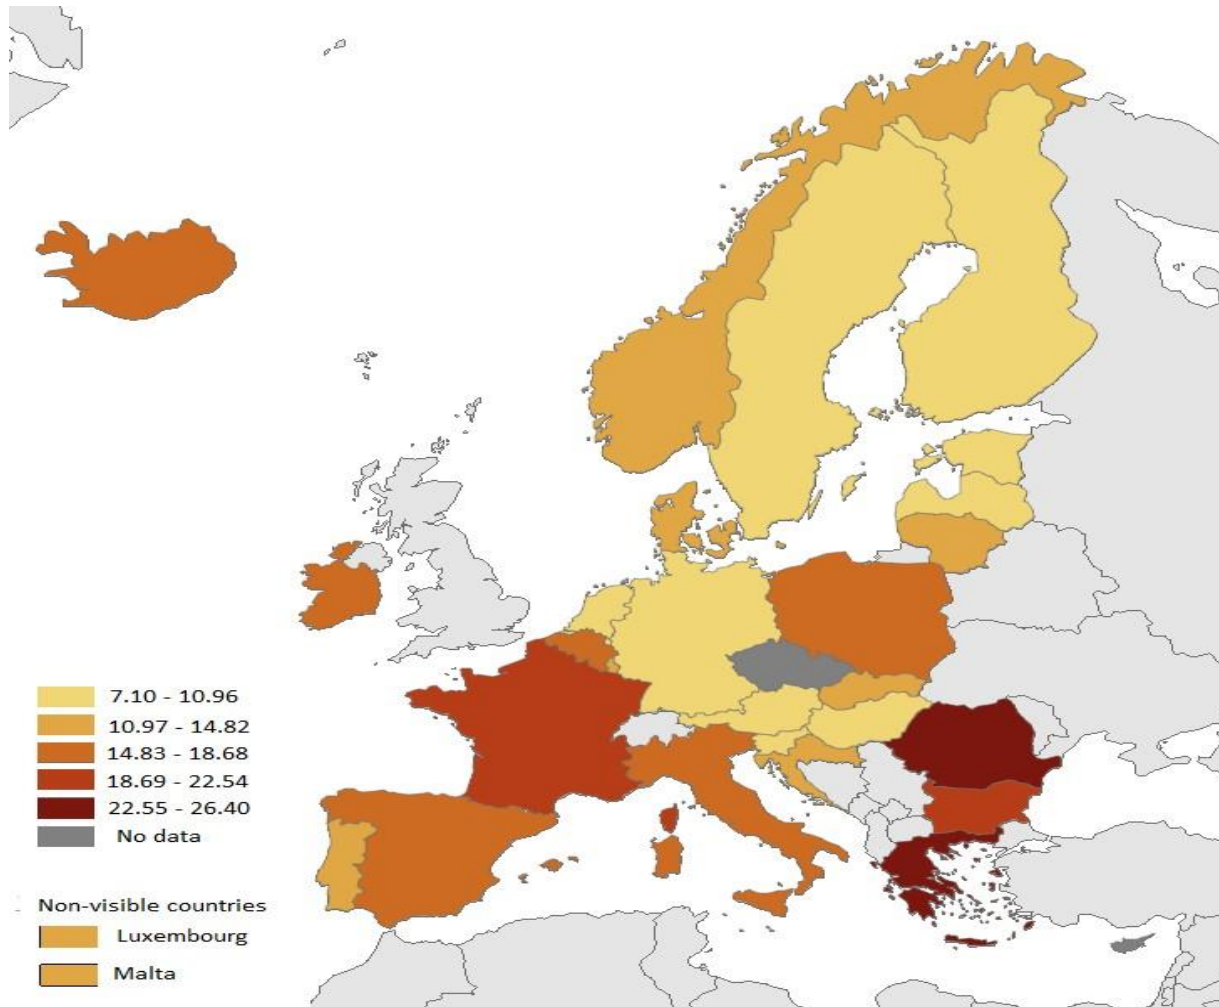 7.10 - 10.96
10.97 - 14.82
14.83 - 18.68
18.69 - 22.54
22.55 - 26.40
No data
Non-visible countries
Luxembourg
Malta